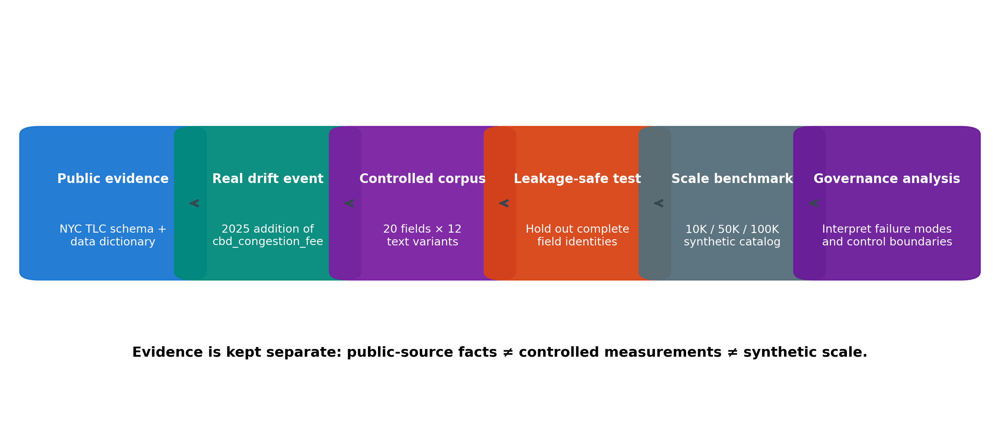 Public evidence
NYC TLC schema +
data dictionary
Real drift event
2025 addition of
cbd_congestion_fee
Controlled corpus
20 fields × 12
text variants
Leakage-safe test
Hold out complete
field identities
Scale benchmark
10K / 50K / 100K
synthetic catalog
Governance analysis
Interpret failure modes
and control boundaries
Evidence is kept separate: public-source facts ≠ controlled measurements ≠ synthetic scale.